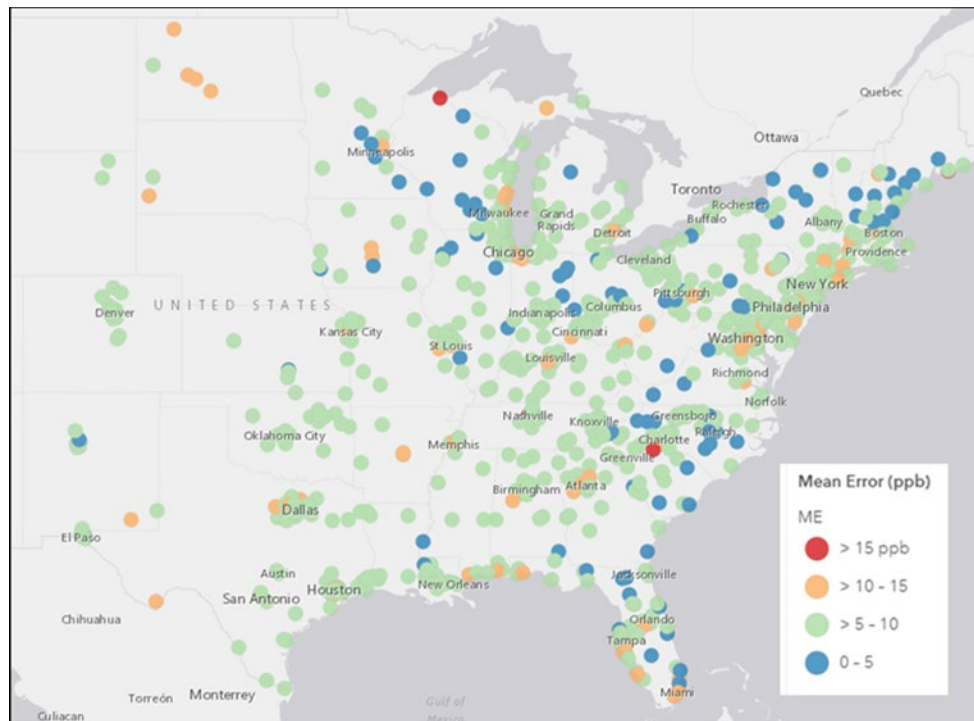 Quebec
Ottawa
Minneapolis
Toronto
Rochester
Buffalo
Albany
Boston
Providence
Milwaukee
Grand
Rapids
Detroit
Chicago
Cleveland
New York
UNITED STATES
Denver
Pittsburgh
Philadelphia
Indianapolis
Columbus
Kansas City
St Louis
Cincinnati
Washington
Louisville
Richmond
Norfolk
Nashville
Knoxville
Greensboro
Raleigh
Oklahoma City
Memphis
Charlotte
Greenville
Birmingham
Atlanta
Dallas
El Paso
Austin
Houston
San Antonio
New Orleans
Jacksonville
Chihuahua
Orlando
Tampa
Torreón
Monterrey
Miami
Gulf of
Mexico
Culiacan
Mean Error (ppb)
ME
> 15 ppb
> 10 - 15
> 5 - 10
0 - 5